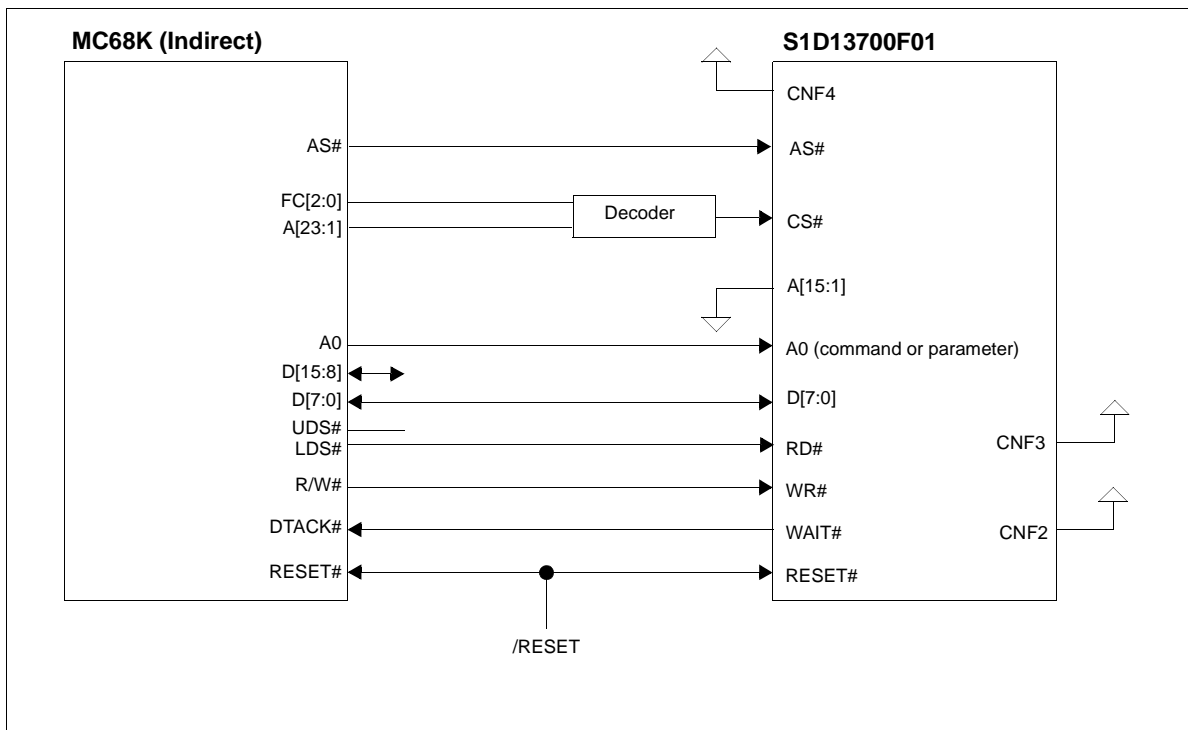 MC68K (Indirect)
S1D13700F01
CNF4
AS#
AS#
FC[2:0]
A[23:1]
Decoder
CS#
A[15:1]
A0
A0 (command or parameter)
D[15:8]
D[7:0]
D[7:0]
UDS#
LDS#
RD#
CNF3
R/W#
WR#
DTACK#
WAIT#
CNF2
RESET#
RESET#
/RESET